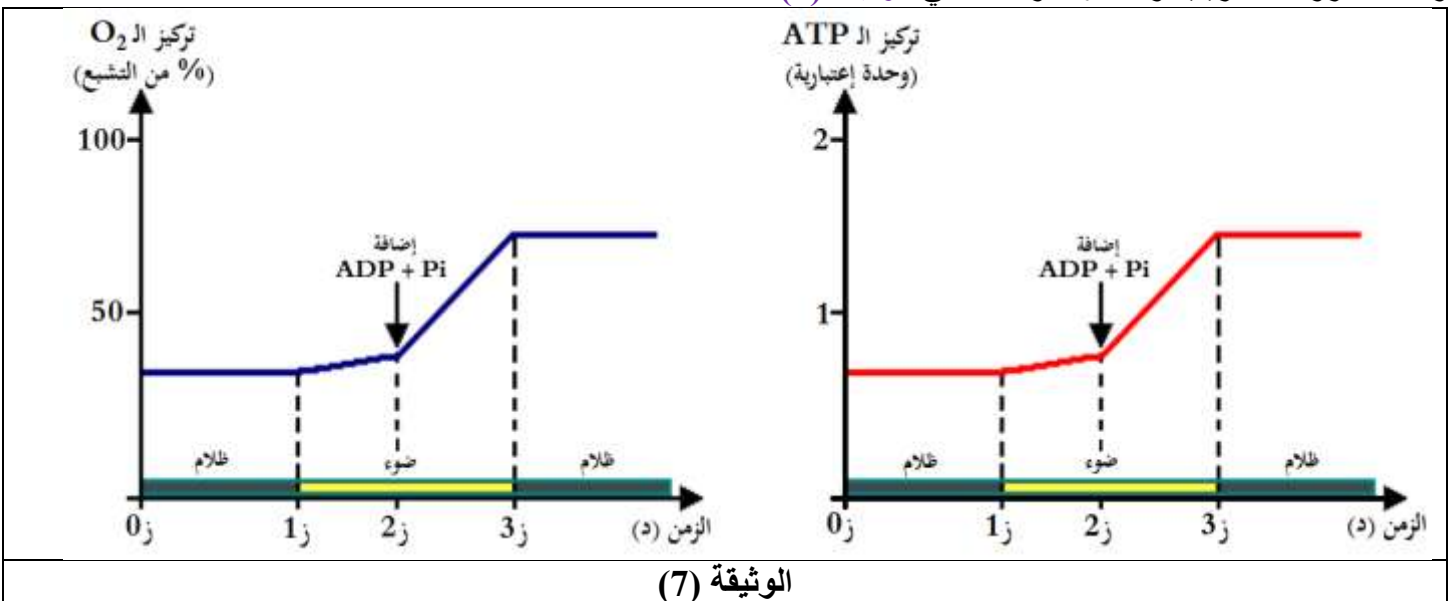 (7)
تركيز الـ O₂
(% من التشبع)
100
50
إضافة
ADP + Pi
ظلام
ضوء
ظلام
ز0
ز1
ز2
ز3
الزمن (د)
تركيز الـ ATP
(وحدة إعتبارية)
2
1
إضافة
ADP + Pi
ظلام
ضوء
ظلام
ز0
ز1
ز2
ز3
الزمن (د)
الوثيقة (7)